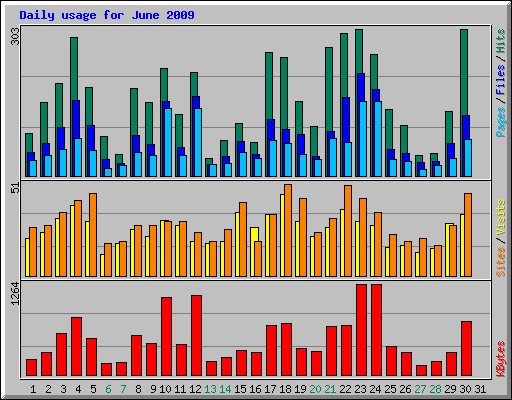 Daily usage for June 2009
303
Pages / Files / Hits
51
Sites / Visits
1264
KBytes
1 2 3 4 5 6 7 8 9 10 11 12 13 14 15 16 17 18 19 20 21 22 23 24 25 26 27 28 29 30 31